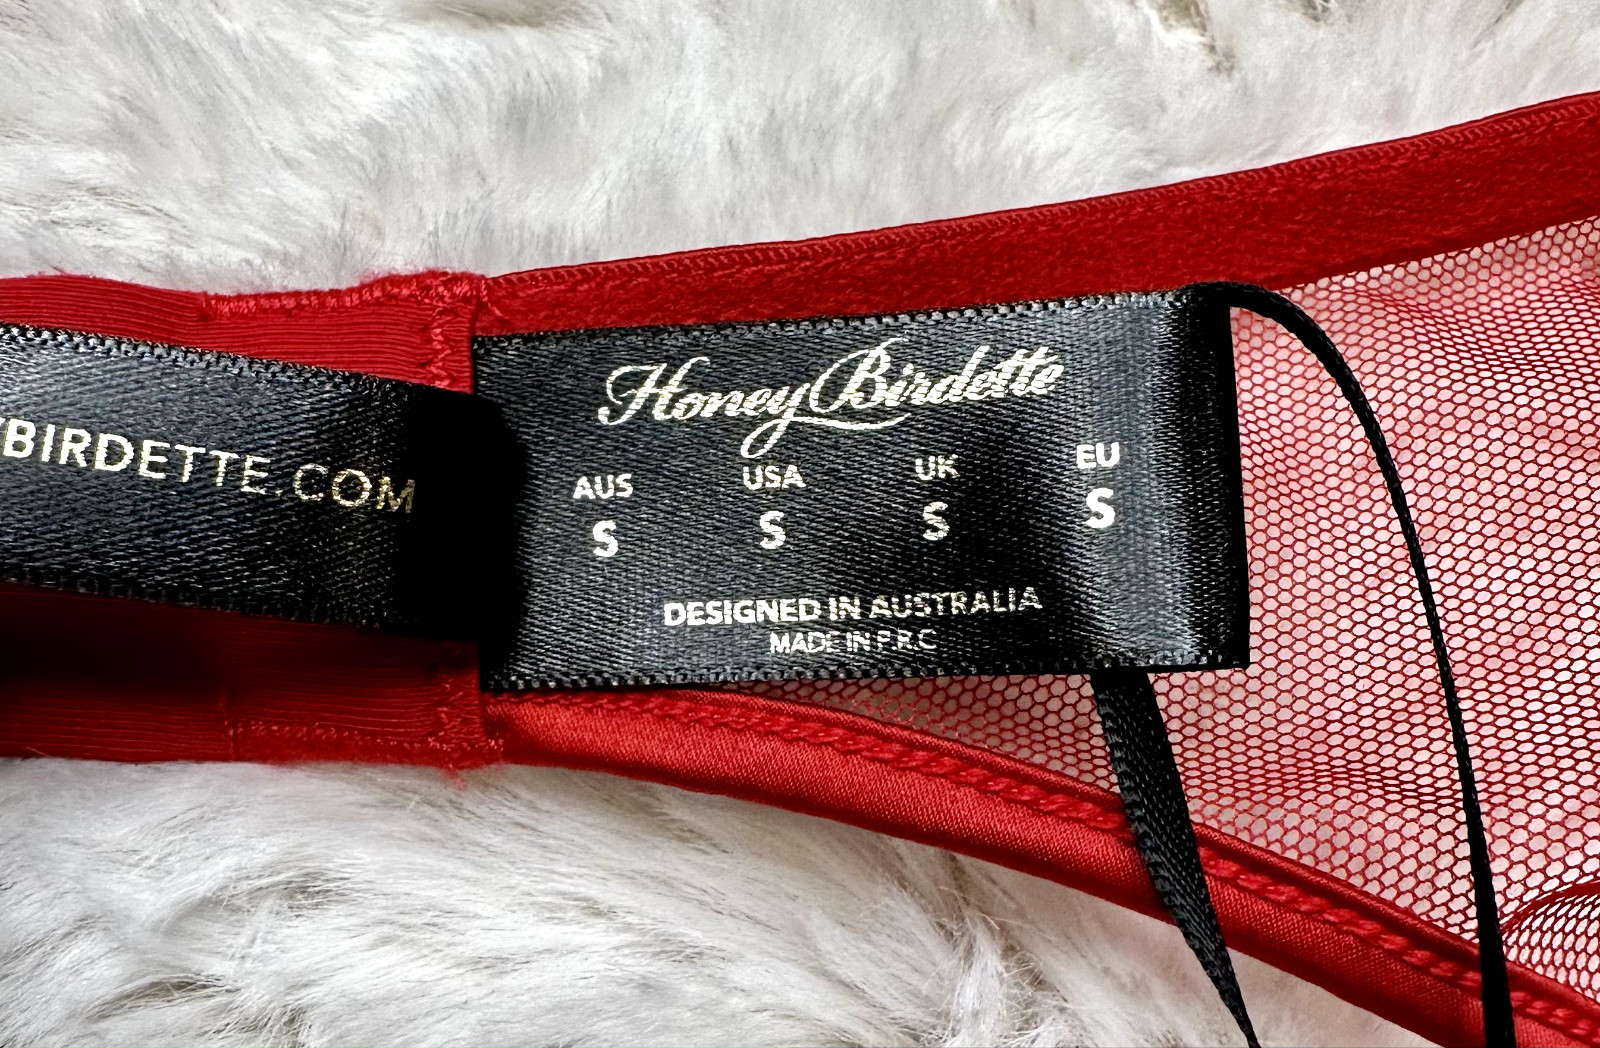 BIRDETTE.COM
Honey Birdette
AUS USA UK EU
S S S S
DESIGNED IN AUSTRALIA
MADE IN P.R.C